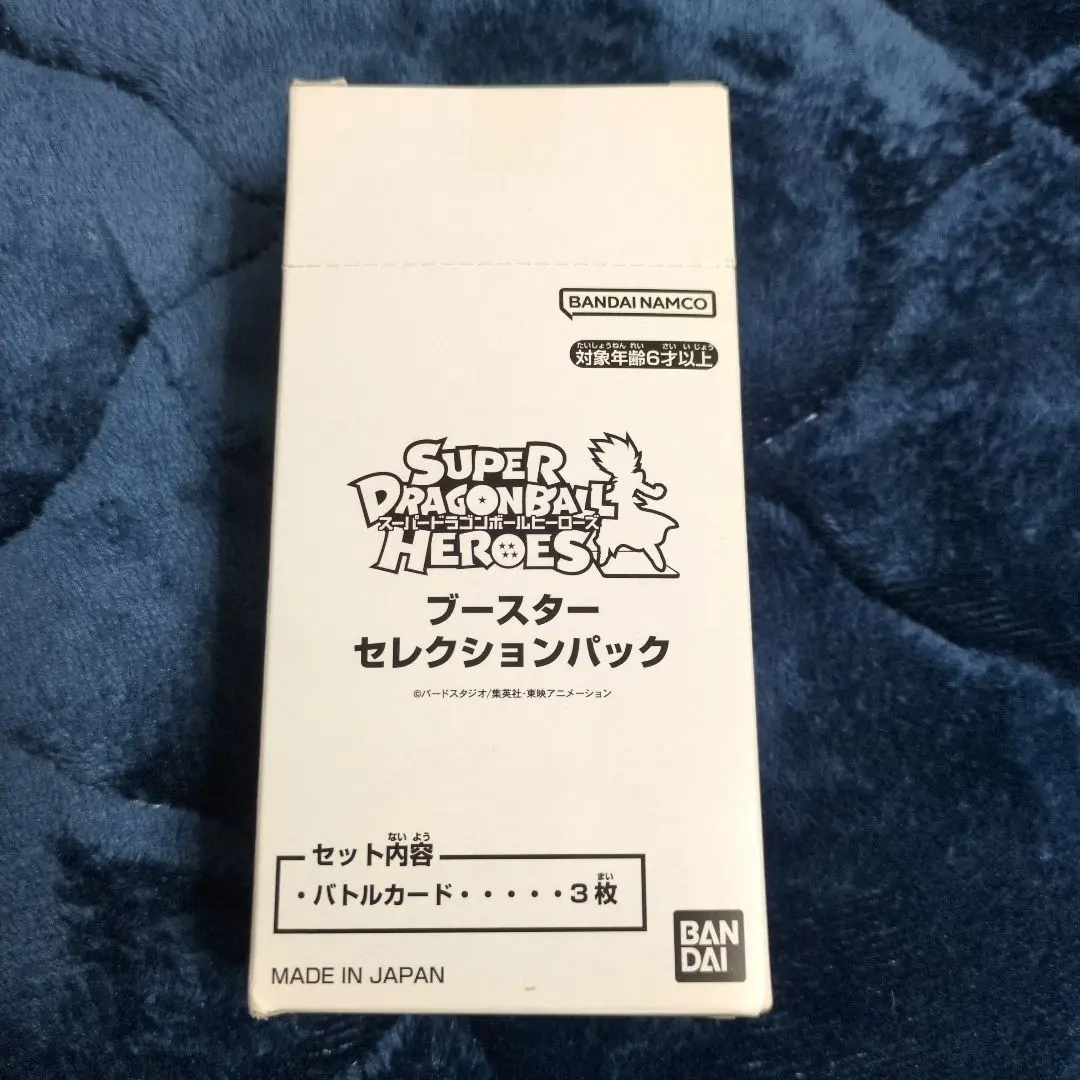 BANDAI NAMCO
たいしょうねんれい さいいじょう
対象年齢6才以上
SUPER
DRAGONBALL
スーパードラゴンボールヒーローズ
HEROES
ブースター
セレクションパック
©バードスタジオ/集英社・東映アニメーション
ないよう
セット内容
まい
・バトルカード・・・・・3枚
BAN
DAI
MADE IN JAPAN